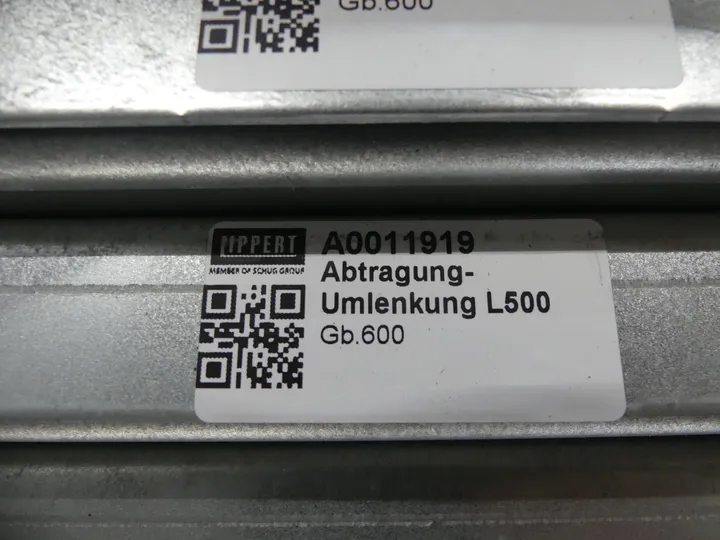 Gb.600
LIPPERT
MEMBER OF SCHUG GROUP
A0011919
Abtragung-
Umlenkung L500
Gb.600